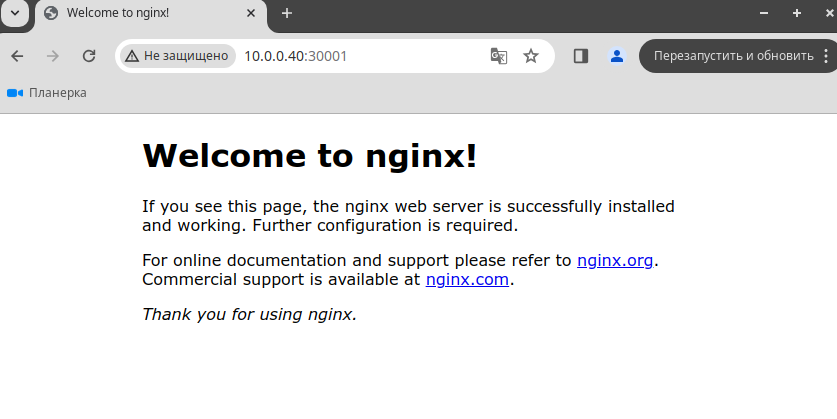 Welcome to nginx!
Не защищено 10.0.0.40:30001 Перезапустить и обновить
Планерка
Welcome to nginx!
If you see this page, the nginx web server is successfully installed
and working. Further configuration is required.
For online documentation and support please refer to nginx.org.
Commercial support is available at nginx.com.
Thank you for using nginx.